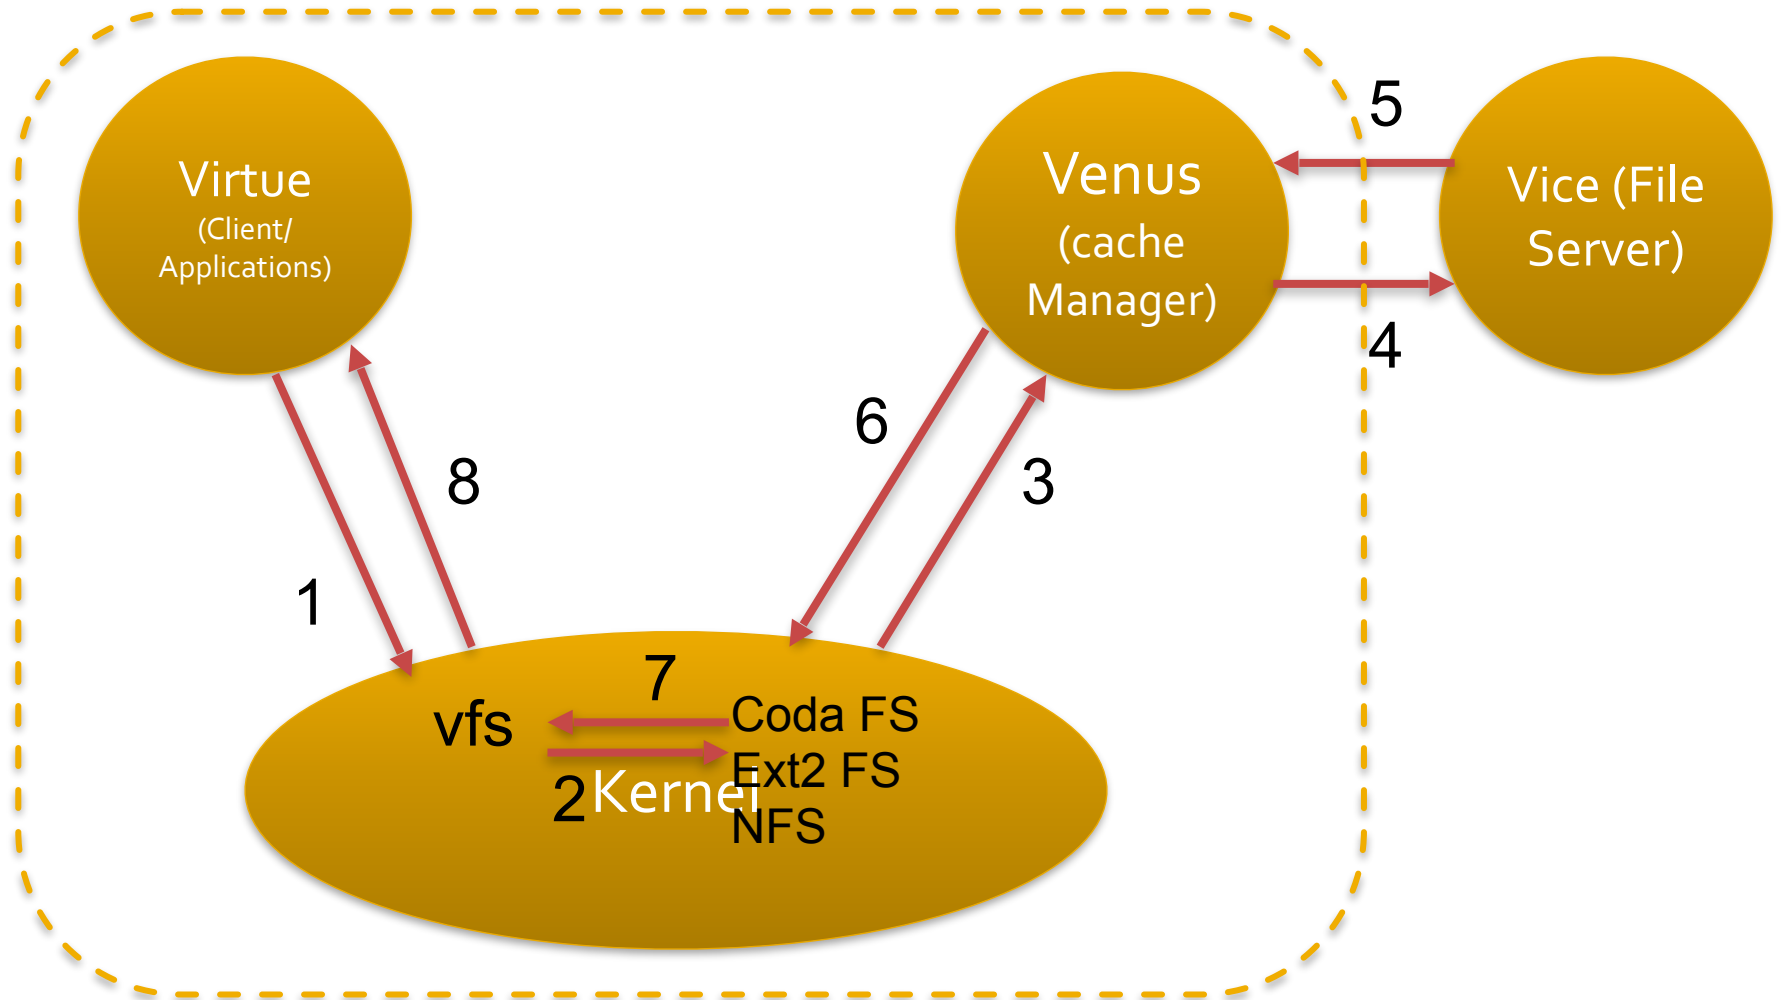 Virtue
(Client/
Applications)
Venus
(cache
Manager)
5
Vice (File
Server)
4
6
3
8
1
7
vfs
Coda FS
Ext2 FS
NFS
2
Kernel